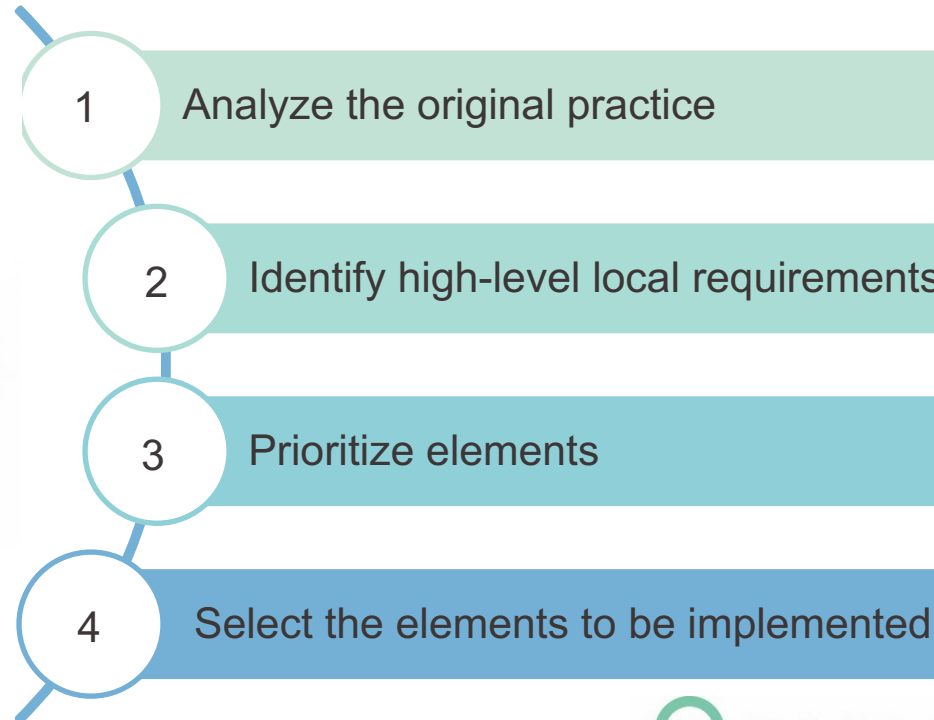 1 Analyze the original practice
2 Identify high-level local requirements
3 Prioritize elements
4 Select the elements to be implemented